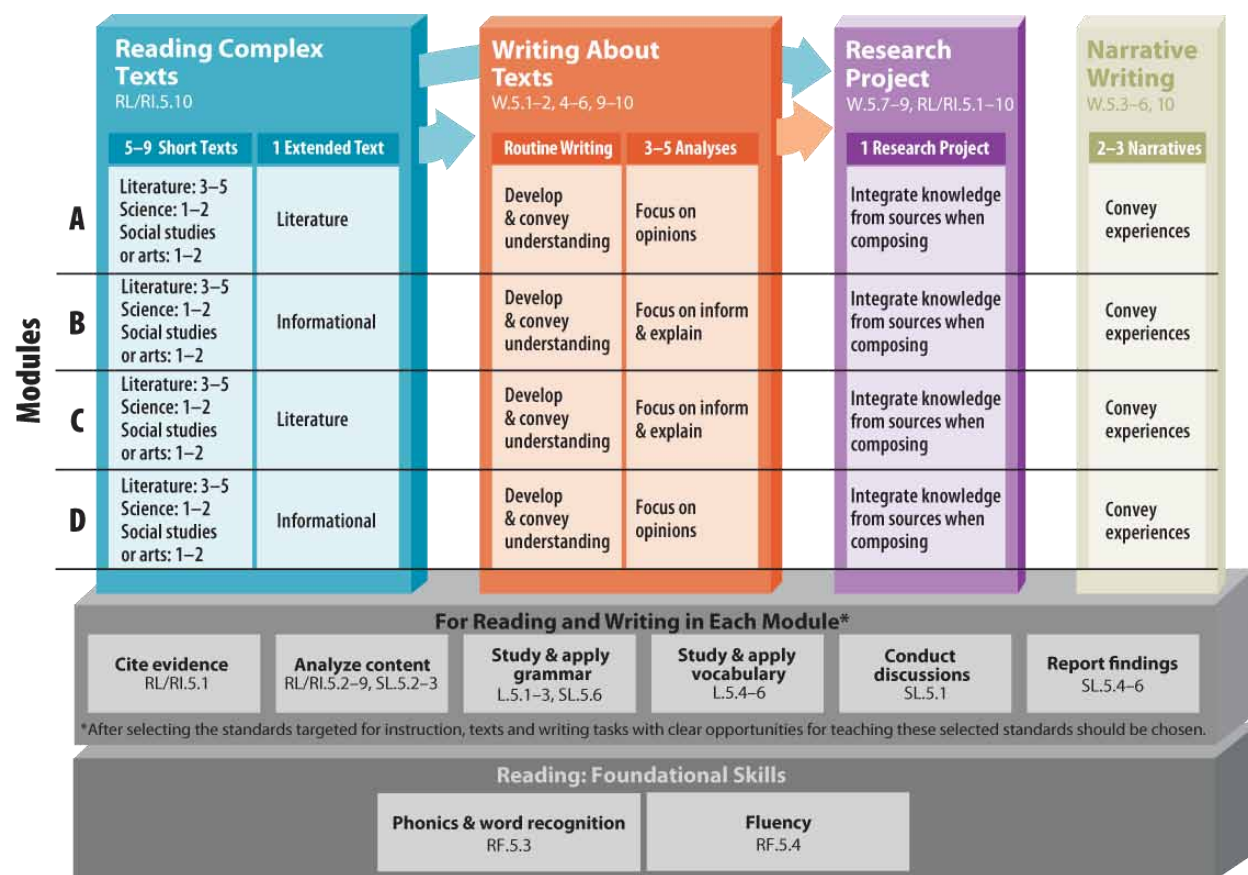 Reading Complex
Texts
RL/RI.5.10
Writing About
Texts
W.5.1–2, 4–6, 9–10
Research
Project
W.5.7–9, RL/RI.5.1–10
Narrative
Writing
W.5.3–6, 10
5–9 Short Texts
1 Extended Text
Routine Writing
3–5 Analyses
1 Research Project
2–3 Narratives
Modules
A
Literature: 3–5
Science: 1–2
Social studies
or arts: 1–2
Literature
Develop
& convey
understanding
Focus on
opinions
Integrate knowledge
from sources when
composing
Convey
experiences
B
Literature: 3–5
Science: 1–2
Social studies
or arts: 1–2
Informational
Develop
& convey
understanding
Focus on inform
& explain
Integrate knowledge
from sources when
composing
Convey
experiences
C
Literature: 3–5
Science: 1–2
Social studies
or arts: 1–2
Literature
Develop
& convey
understanding
Focus on inform
& explain
Integrate knowledge
from sources when
composing
Convey
experiences
D
Literature: 3–5
Science: 1–2
Social studies
or arts: 1–2
Informational
Develop
& convey
understanding
Focus on
opinions
Integrate knowledge
from sources when
composing
Convey
experiences
For Reading and Writing in Each Module*
Cite evidence
RL/RI.5.1
Analyze content
RL/RI.5.2–9, SL.5.2–3
Study & apply
grammar
L.5.1–3, SL.5.6
Study & apply
vocabulary
L.5.4–6
Conduct
discussions
SL.5.1
Report findings
SL.5.4–6
*After selecting the standards targeted for instruction, texts and writing tasks with clear opportunities for teaching these selected standards should be chosen.
Reading: Foundational Skills
Phonics & word recognition
RF.5.3
Fluency
RF.5.4